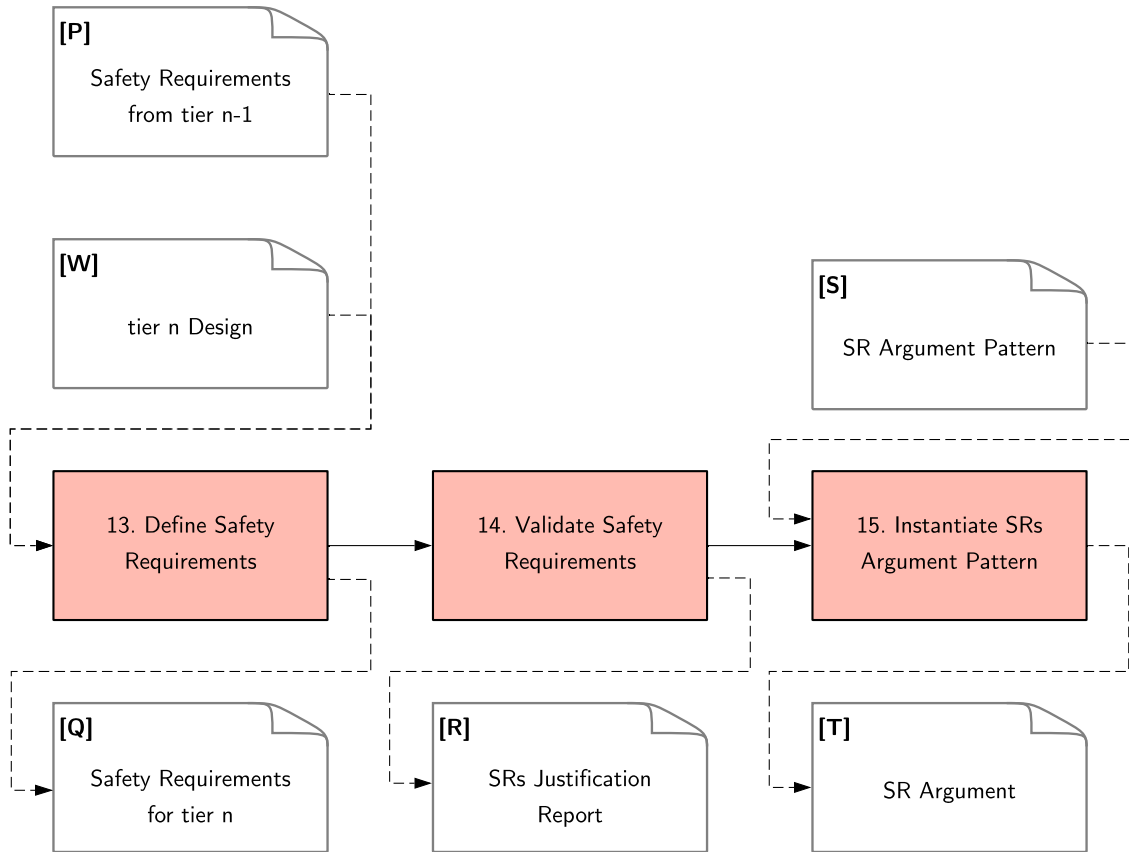 [P]
Safety Requirements
from tier n-1
[W]
tier n Design
[S]
SR Argument Pattern
13. Define Safety
Requirements
14. Validate Safety
Requirements
15. Instantiate SRs
Argument Pattern
[Q]
Safety Requirements
for tier n
[R]
SRs Justification
Report
[T]
SR Argument